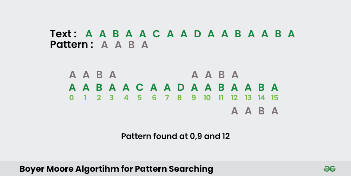 Text : A A B A A C A A D A A B A A B A
Pattern : A A B A
A A B A A A B A
A A B A A C A A D A A B A A B A
0 1 2 3 4 5 6 7 8 9 10 11 12 13 14 15
A A B A
Pattern found at 0,9 and 12
Boyer Moore Algortihm for Pattern Searching